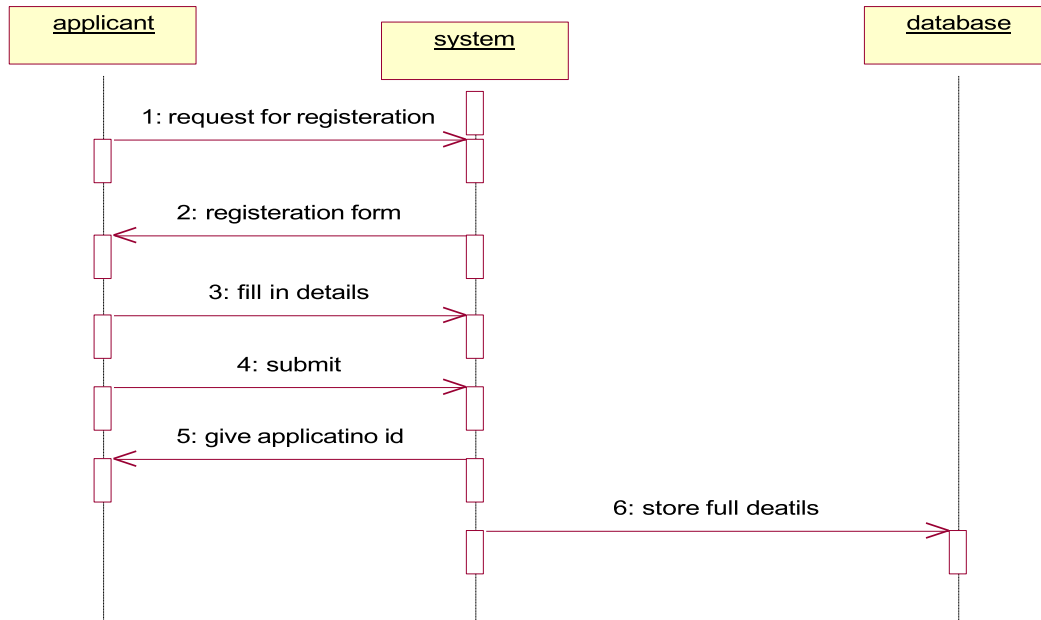 applicant
system
database
1: request for registeration
2: registeration form
3: fill in details
4: submit
5: give applicatino id
6: store full deatils